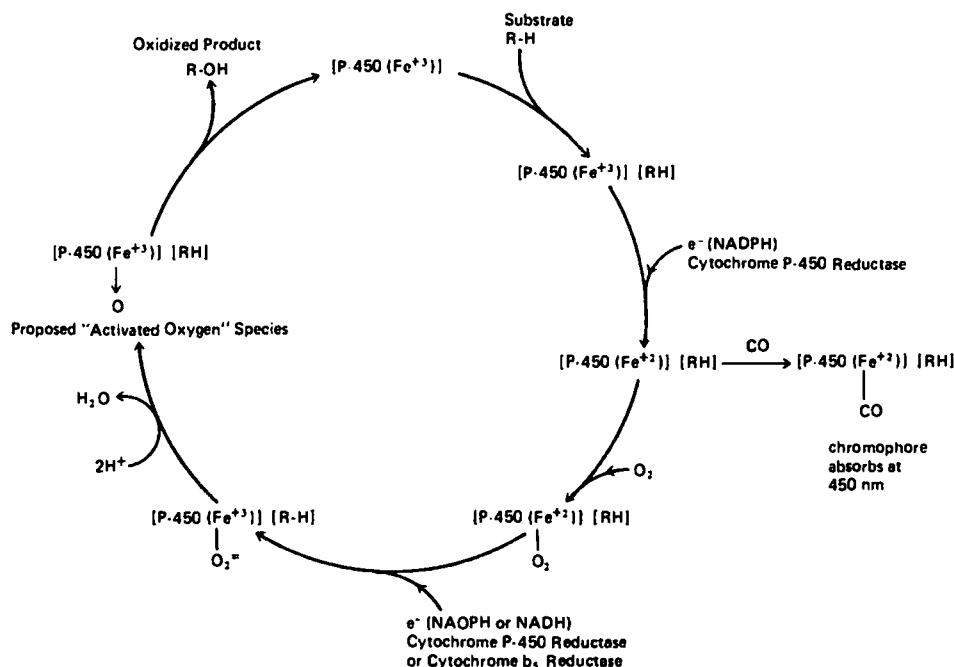 Substrate
R-H
Oxidized Product
R-OH
[P-450 (Fe+3)]
[P-450 (Fe+3)] [RH]
e- (NADPH)
Cytochrome P-450 Reductase
[P-450 (Fe+3)] [RH]
O
Proposed "Activated Oxygen" Species
[P-450 (Fe+2)] [RH]
CO
[P-450 (Fe+2)] [RH]
CO
chromophore
absorbs at
450 nm
H2O
2H+
O2
[P-450 (Fe+3)] [R-H]
O2=
[P-450 (Fe+2)} [RH]
O2
e- (NAOPH or NADH)
Cytochrome P-450 Reductase
or Cytochrome b5 Reductase